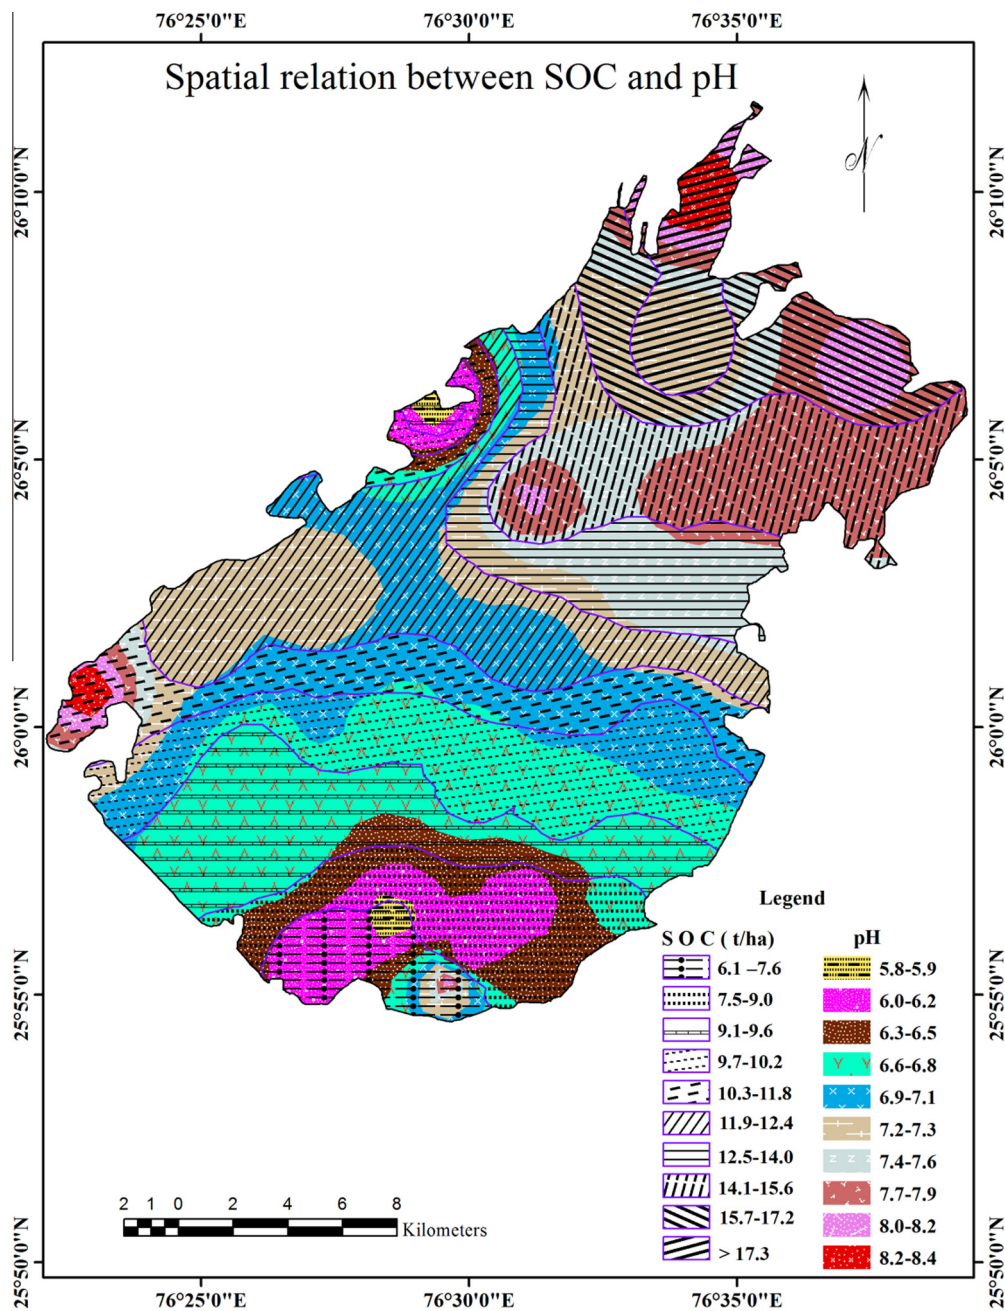 76°25'0"E 76°30'0"E 76°35'0"E
Spatial relation between SOC and pH
N
26°10'0"N 26°10'0"N
26°5'0"N 26°5'0"N
26°0'0"N 26°0'0"N
Legend
S O C ( t/ha) pH
6.1 –7.6 5.8-5.9
25°55'0"N 25°55'0"N
7.5-9.0 6.0-6.2
9.1-9.6 6.3-6.5
9.7-10.2 6.6-6.8
10.3-11.8 6.9-7.1
11.9-12.4 7.2-7.3
12.5-14.0 7.4-7.6
14.1-15.6 7.7-7.9
15.7-17.2 8.0-8.2
> 17.3 8.2-8.4
2 1 0 2 4 6 8
Kilometers
25°50'0"N 25°50'0"N
76°25'0"E 76°30'0"E 76°35'0"E